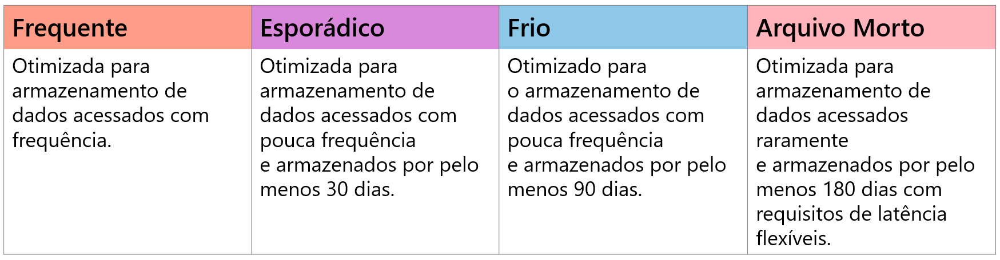 Frequente
Otimizada para
armazenamento de
dados acessados com
frequência.
Esporádico
Otimizada para
armazenamento de
dados acessados com
pouca frequência
e armazenados por pelo
menos 30 dias.
Frio
Otimizado para
o armazenamento de
dados acessados com
pouca frequência
e armazenados por pelo
menos 90 dias.
Arquivo Morto
Otimizada para
armazenamento de
dados acessados
raramente
e armazenados por pelo
menos 180 dias com
requisitos de latência
flexíveis.